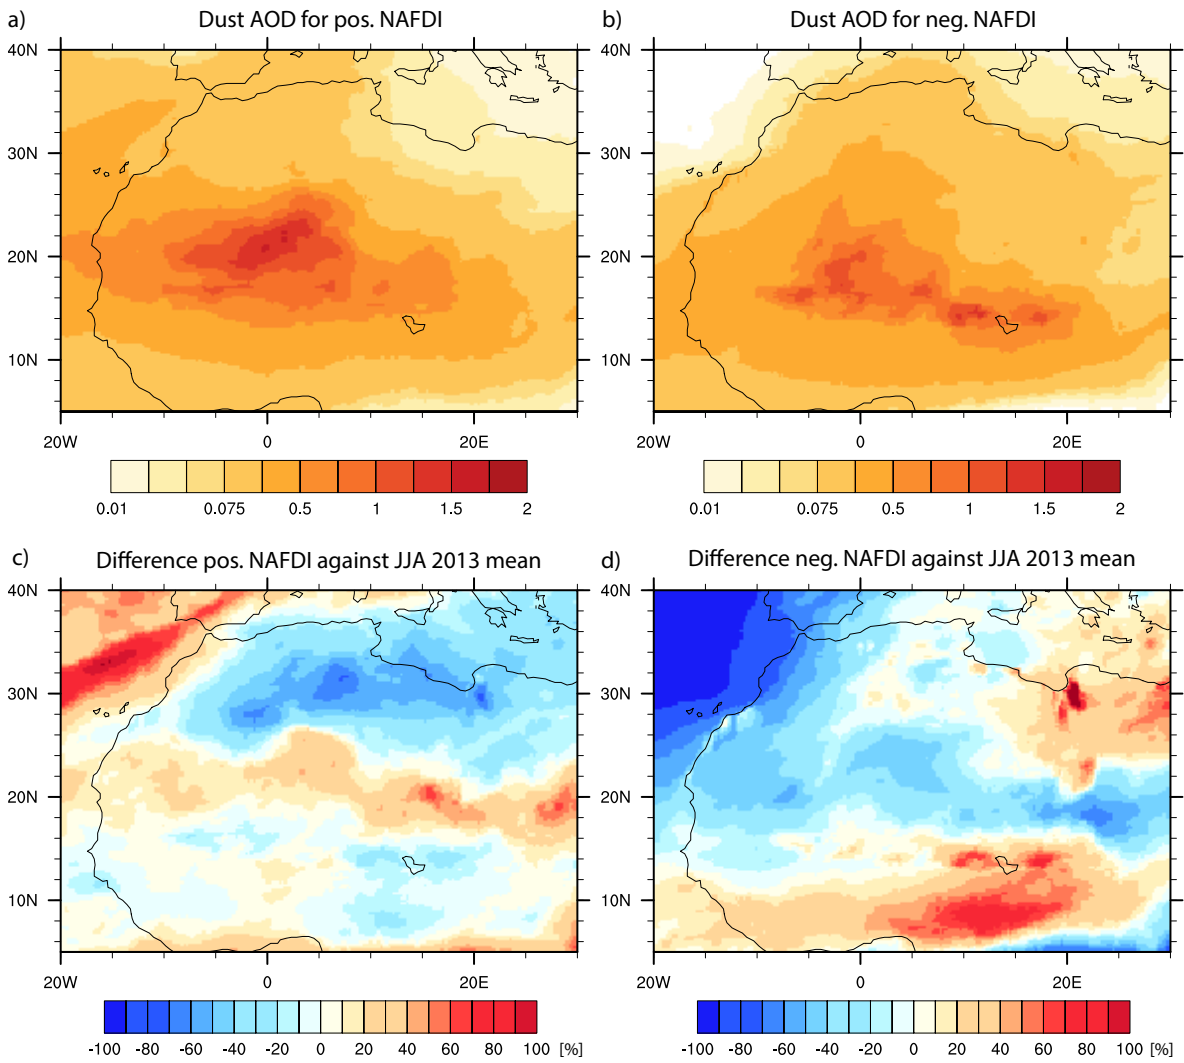 a) Dust AOD for pos. NAFDI
b) Dust AOD for neg. NAFDI
40N
30N
20N
10N
20W 0 20E
40N
30N
20N
10N
20W 0 20E
0.01 0.075 0.5 1 1.5 2
0.01 0.075 0.5 1 1.5 2
c) Difference pos. NAFDI against JJA 2013 mean
d) Difference neg. NAFDI against JJA 2013 mean
40N
30N
20N
10N
20W 0 20E
40N
30N
20N
10N
20W 0 20E
-100 -80 -60 -40 -20 0 20 40 60 80 100 [%]
-100 -80 -60 -40 -20 0 20 40 60 80 100 [%]